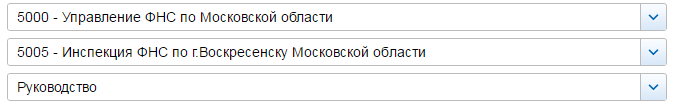 5000 - Управление ФНС по Московской области
5005 - Инспекция ФНС по г.Воскресенску Московской области
Руководство